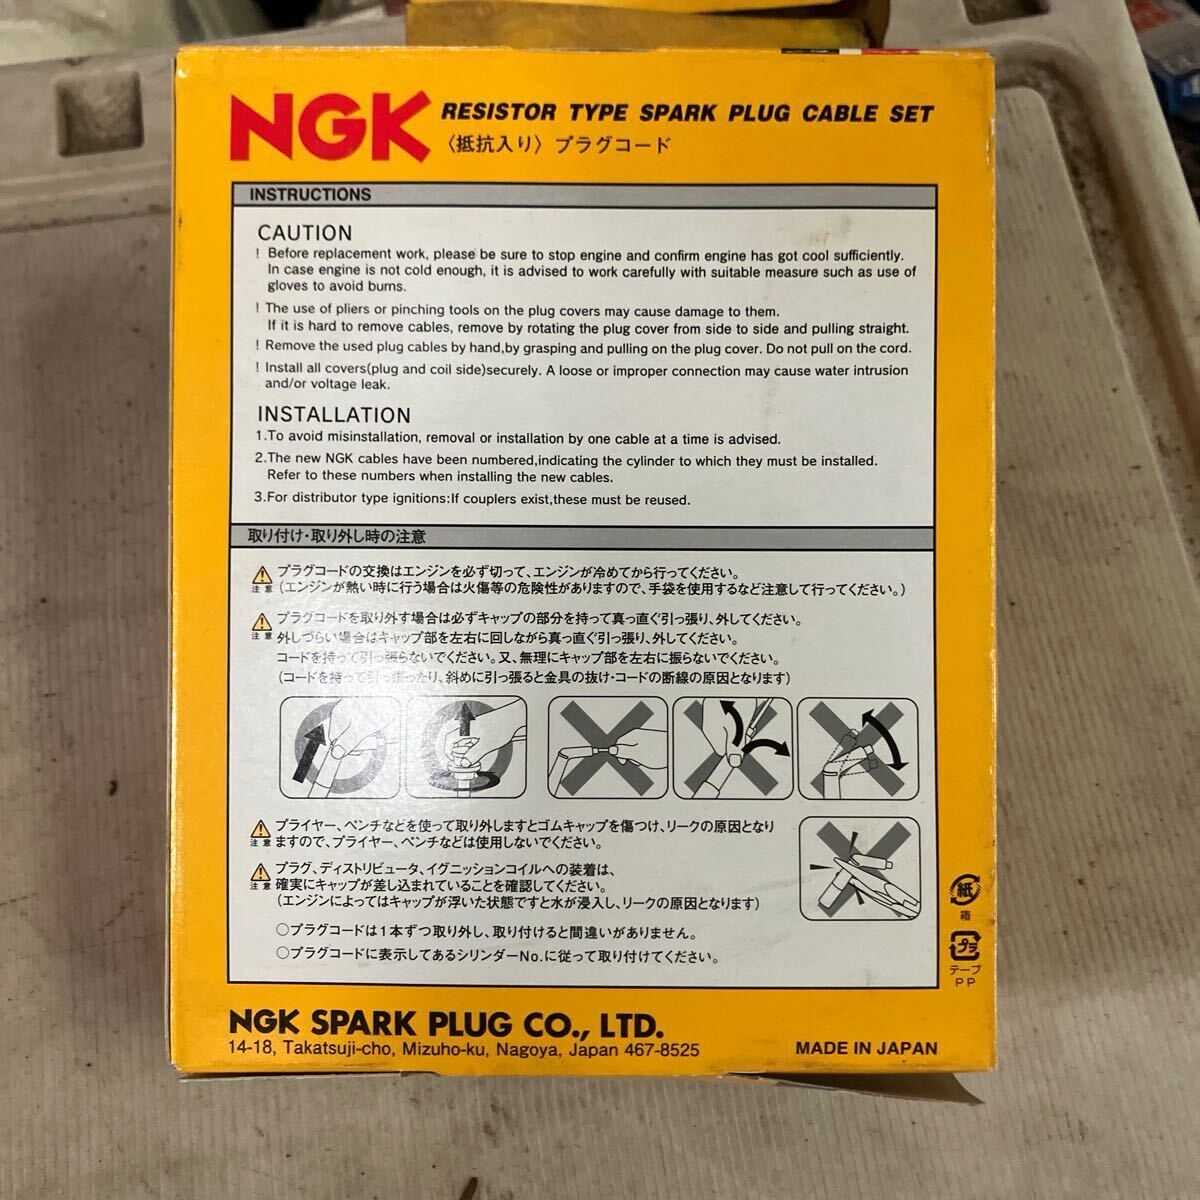 NGK RESISTOR TYPE SPARK PLUG CABLE SET
〈抵抗入り〉プラグコード
INSTRUCTIONS
CAUTION
! Before replacement work, please be sure to stop engine and confirm engine has got cool sufficiently.
In case engine is not cold enough, it is advised to work carefully with suitable measure such as use of
gloves to avoid burns.
! The use of pliers or pinching tools on the plug covers may cause damage to them.
If it is hard to remove cables, remove by rotating the plug cover from side to side and pulling straight.
! Remove the used plug cables by hand,by grasping and pulling on the plug cover. Do not pull on the cord.
! Install all covers(plug and coil side)securely. A loose or improper connection may cause water intrusion
and/or voltage leak.
INSTALLATION
1.To avoid misinstallation, removal or installation by one cable at a time is advised.
2.The new NGK cables have been numbered,indicating the cylinder to which they must be installed.
Refer to these numbers when installing the new cables.
3.For distributor type ignitions:If couplers exist,these must be reused.
取り付け・取り外し時の注意
注意 プラグコードの交換はエンジンを必ず切って、エンジンが冷めてから行ってください。
(エンジンが熱い時に行う場合は火傷等の危険性がありますので、手袋を使用するなど注意して行ってください。)
注意 プラグコードを取り外す場合は必ずキャップの部分を持って真っ直ぐ引っ張り、外してください。
外しづらい場合はキャップ部を左右に回しながら真っ直ぐ引っ張り、外してください。
コードを持って引っ張らないでください。又、無理にキャップ部を左右に振らないでください。
(コードを持って引っ張ったり、斜めに引っ張ると金具の抜け・コードの断線の原因となります)
注意 プライヤー、ペンチなどを使って取り外しますとゴムキャップを傷つけ、リークの原因となり
ますので、プライヤー、ペンチなどは使用しないでください。
注意 プラグ、ディストリビュータ、イグニッションコイルへの装着は、
確実にキャップが差し込まれていることを確認してください。
(エンジンによってはキャップが浮いた状態ですと水が浸入し、リークの原因となります)
○プラグコードは1本ずつ取り外し、取り付けると間違いがありません。
○プラグコードに表示してあるシリンダーNo.に従って取り付けてください。
紙
箱
プラ
テープ
PP
NGK SPARK PLUG CO., LTD.
14-18, Takatsuji-cho, Mizuho-ku, Nagoya, Japan 467-8525
MADE IN JAPAN